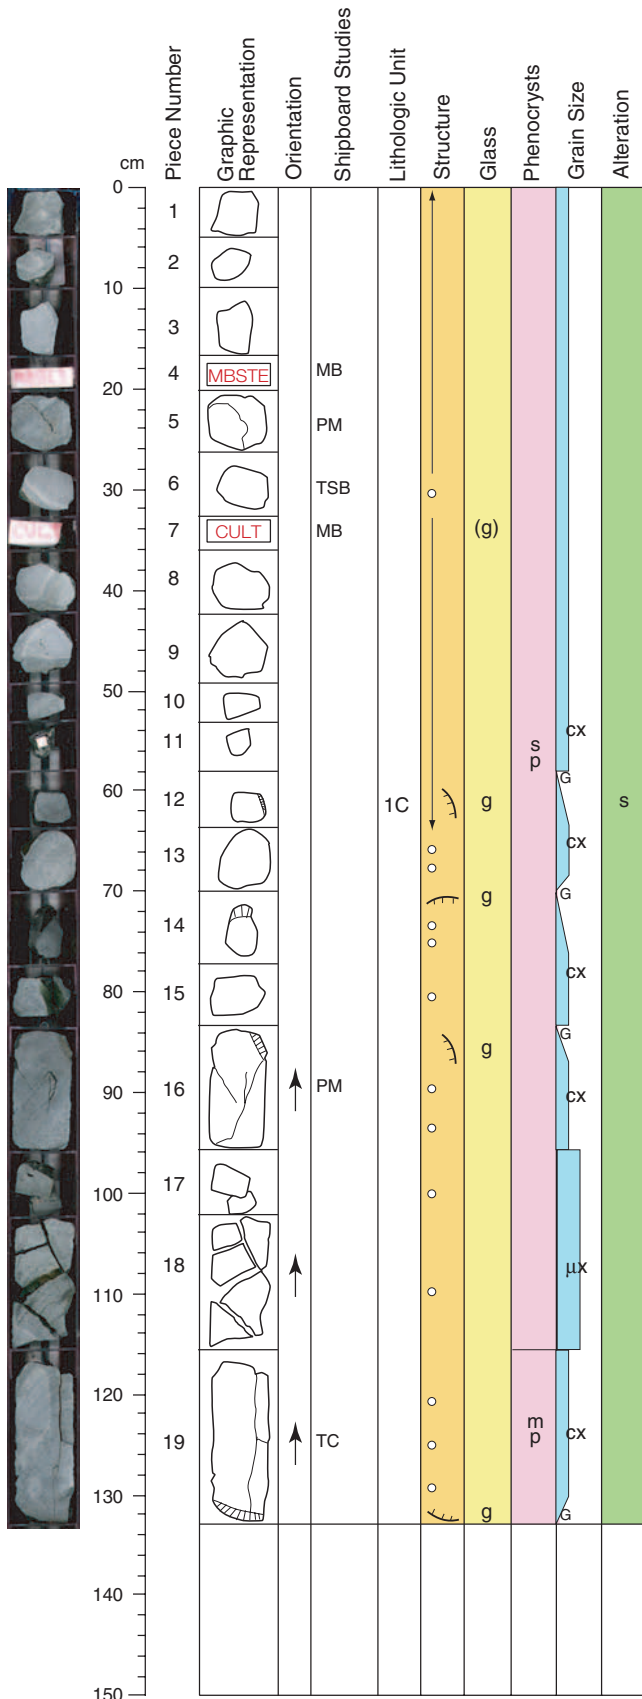 cm
Piece Number
Graphic
Representation
Orientation
Shipboard Studies
Lithologic Unit
Structure
Glass
Phenocrysts
Grain Size
Alteration
0
1
2
10
3
4 MBSTE MB
20
5 PM
6 TSB
30
7 CULT MB (g)
8
40
9
50
10
11 s cx
p
60 G
12 1C g s
13 cx
70 g G
14
15 cx
80
G
g
90 16 PM cx
17
100
18 µx
110
120
19 TC m cx
p
130
g G
140
150